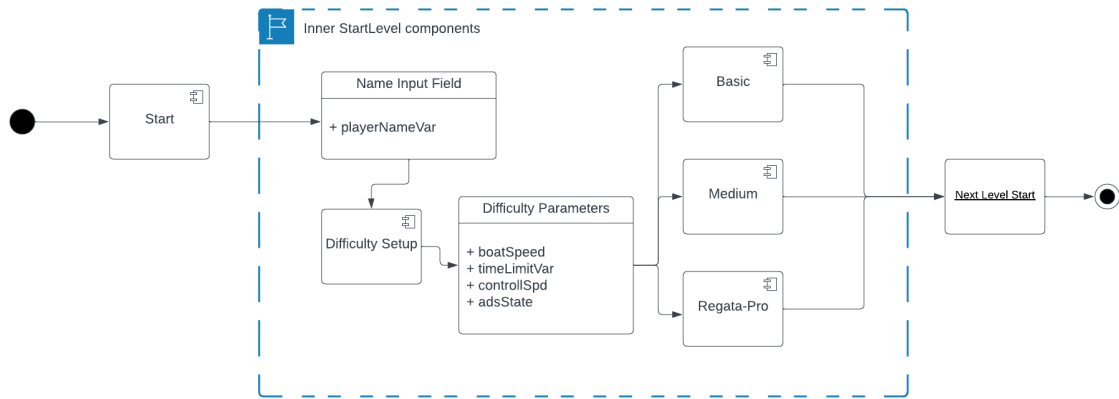 Inner StartLevel components
Start
Name Input Field
+ playerNameVar
Difficulty Setup
Difficulty Parameters
+ boatSpeed
+ timeLimitVar
+ controllSpd
+ adsState
Basic
Medium
Regata-Pro
Next Level Start